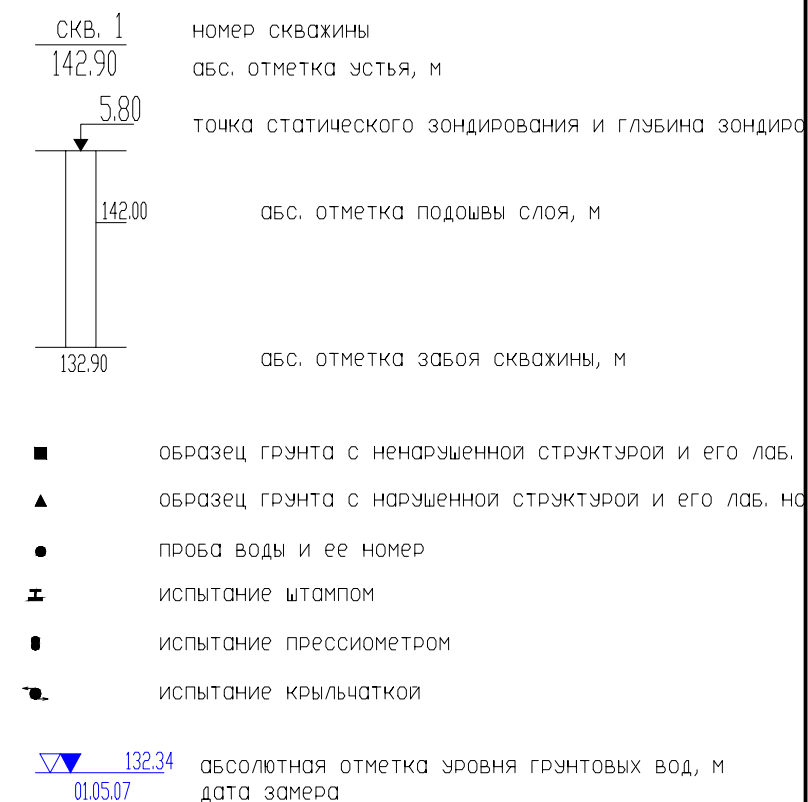 СКВ. 1 НОМЕР СКВАЖИНЫ
142.90 АБС. ОТМЕТКА УСТЬЯ, М
5.80 ТОЧКА СТАТИЧЕСКОГО ЗОНДИРОВАНИЯ И ГЛУБИНА ЗОНДИРО
142.00 АБС. ОТМЕТКА ПОДОШВЫ СЛОЯ, М
132.90 АБС. ОТМЕТКА ЗАБОЯ СКВАЖИНЫ, М
ОБРАЗЕЦ ГРУНТА С НЕНАРУШЕННОЙ СТРУКТУРОЙ И ЕГО ЛАБ.
ОБРАЗЕЦ ГРУНТА С НАРУШЕННОЙ СТРУКТУРОЙ И ЕГО ЛАБ. НО
ПРОБА ВОДЫ И ЕЕ НОМЕР
ИСПЫТАНИЕ ШТАМПОМ
ИСПЫТАНИЕ ПРЕССИОМЕТРОМ
ИСПЫТАНИЕ КРЫЛЬЧАТКОЙ
132.34 АБСОЛЮТНАЯ ОТМЕТКА УРОВНЯ ГРУНТОВЫХ ВОД, М
01.05.07 ДАТА ЗАМЕРА